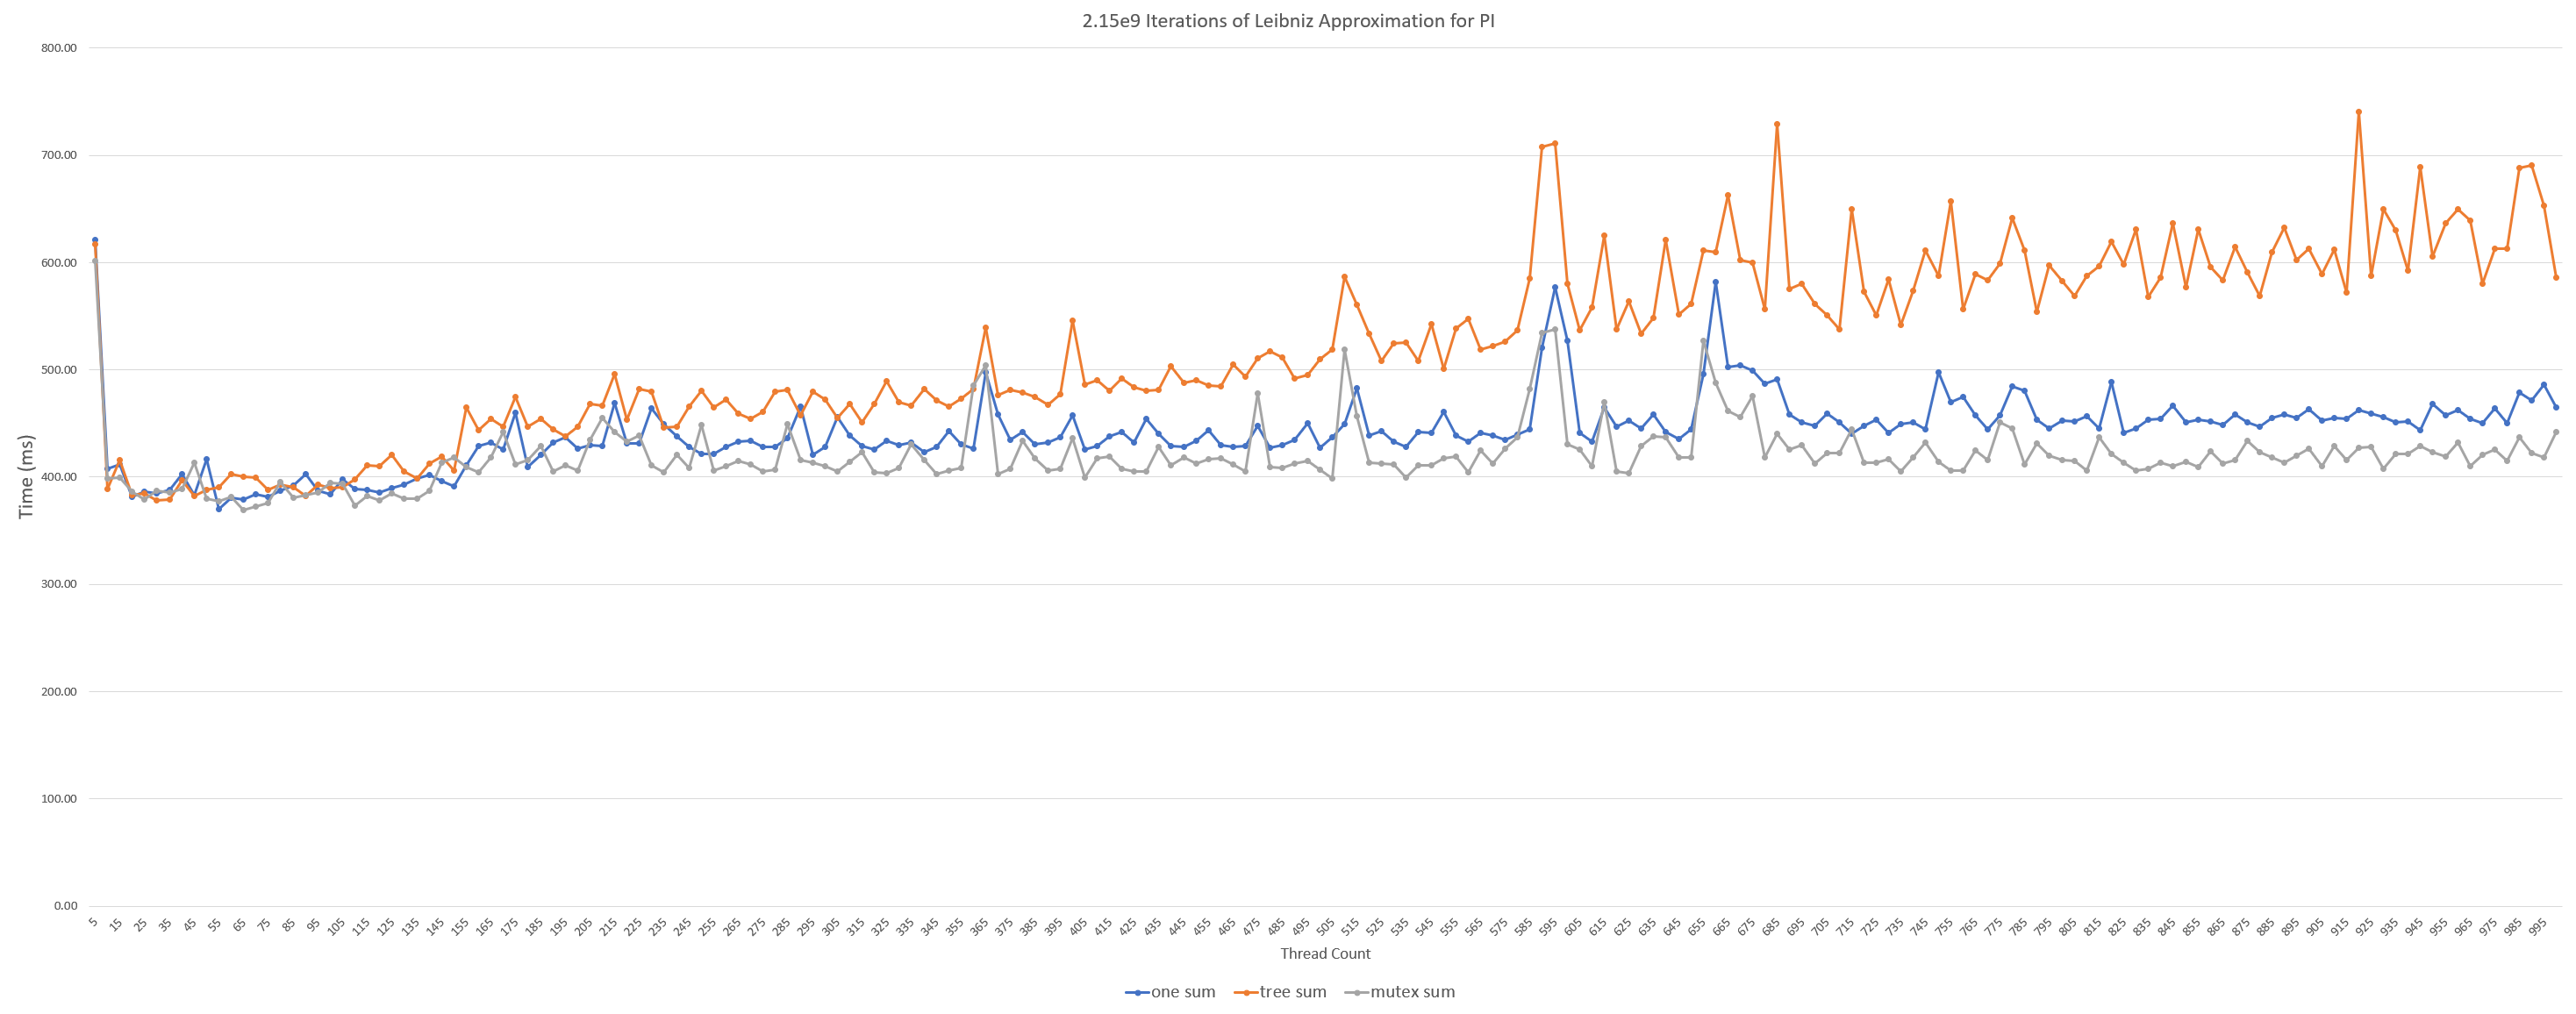 2.15e9 Iterations of Leibniz Approximation for PI
800.00
700.00
600.00
500.00
400.00
300.00
200.00
100.00
0.00
Time (ms)
5 15 25 35 45 55 65 75 85 95 105 115 125 135 145 155 165 175 185 195 205 215 225 235 245 255 265 275 285 295 305 315 325 335 345 355 365 375 385 395 405 415 425 435 445 455 465 475 485 495 505 515 525 535 545 555 565 575 585 595 605 615 625 635 645 655 665 675 685 695 705 715 725 735 745 755 765 775 785 795 805 815 825 835 845 855 865 875 885 895 905 915 925 935 945 955 965 975 985 995
Thread Count
one sum tree sum mutex sum